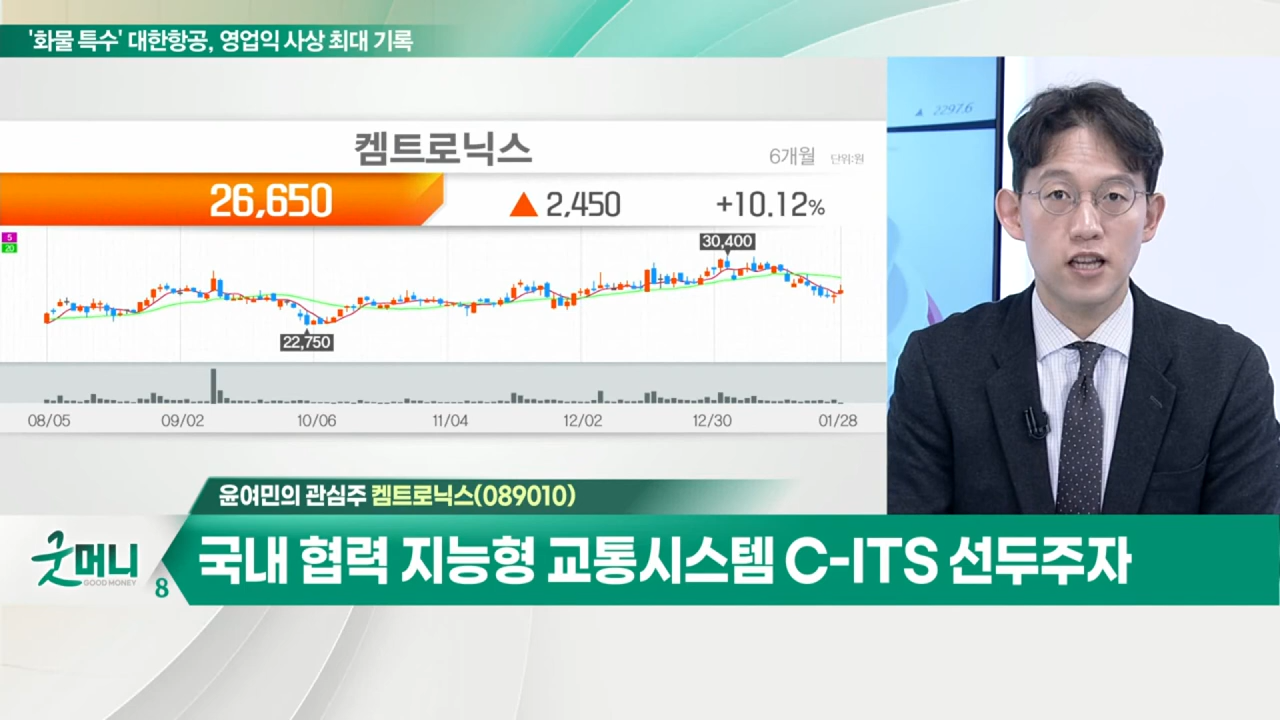 '화물 특수' 대한항공, 영업익 사상 최대 기록
▲ 2297.6
켐트로닉스
6개월 단위:원
26,650 ▲ 2,450 +10.12%
5
20
30,400
22,750
08/05 09/02 10/06 11/04 12/02 12/30 01/28
윤여민의 관심주 켐트로닉스(089010)
국내 협력 지능형 교통시스템 C-ITS 선두주자
굿머니
GOOD MONEY
8